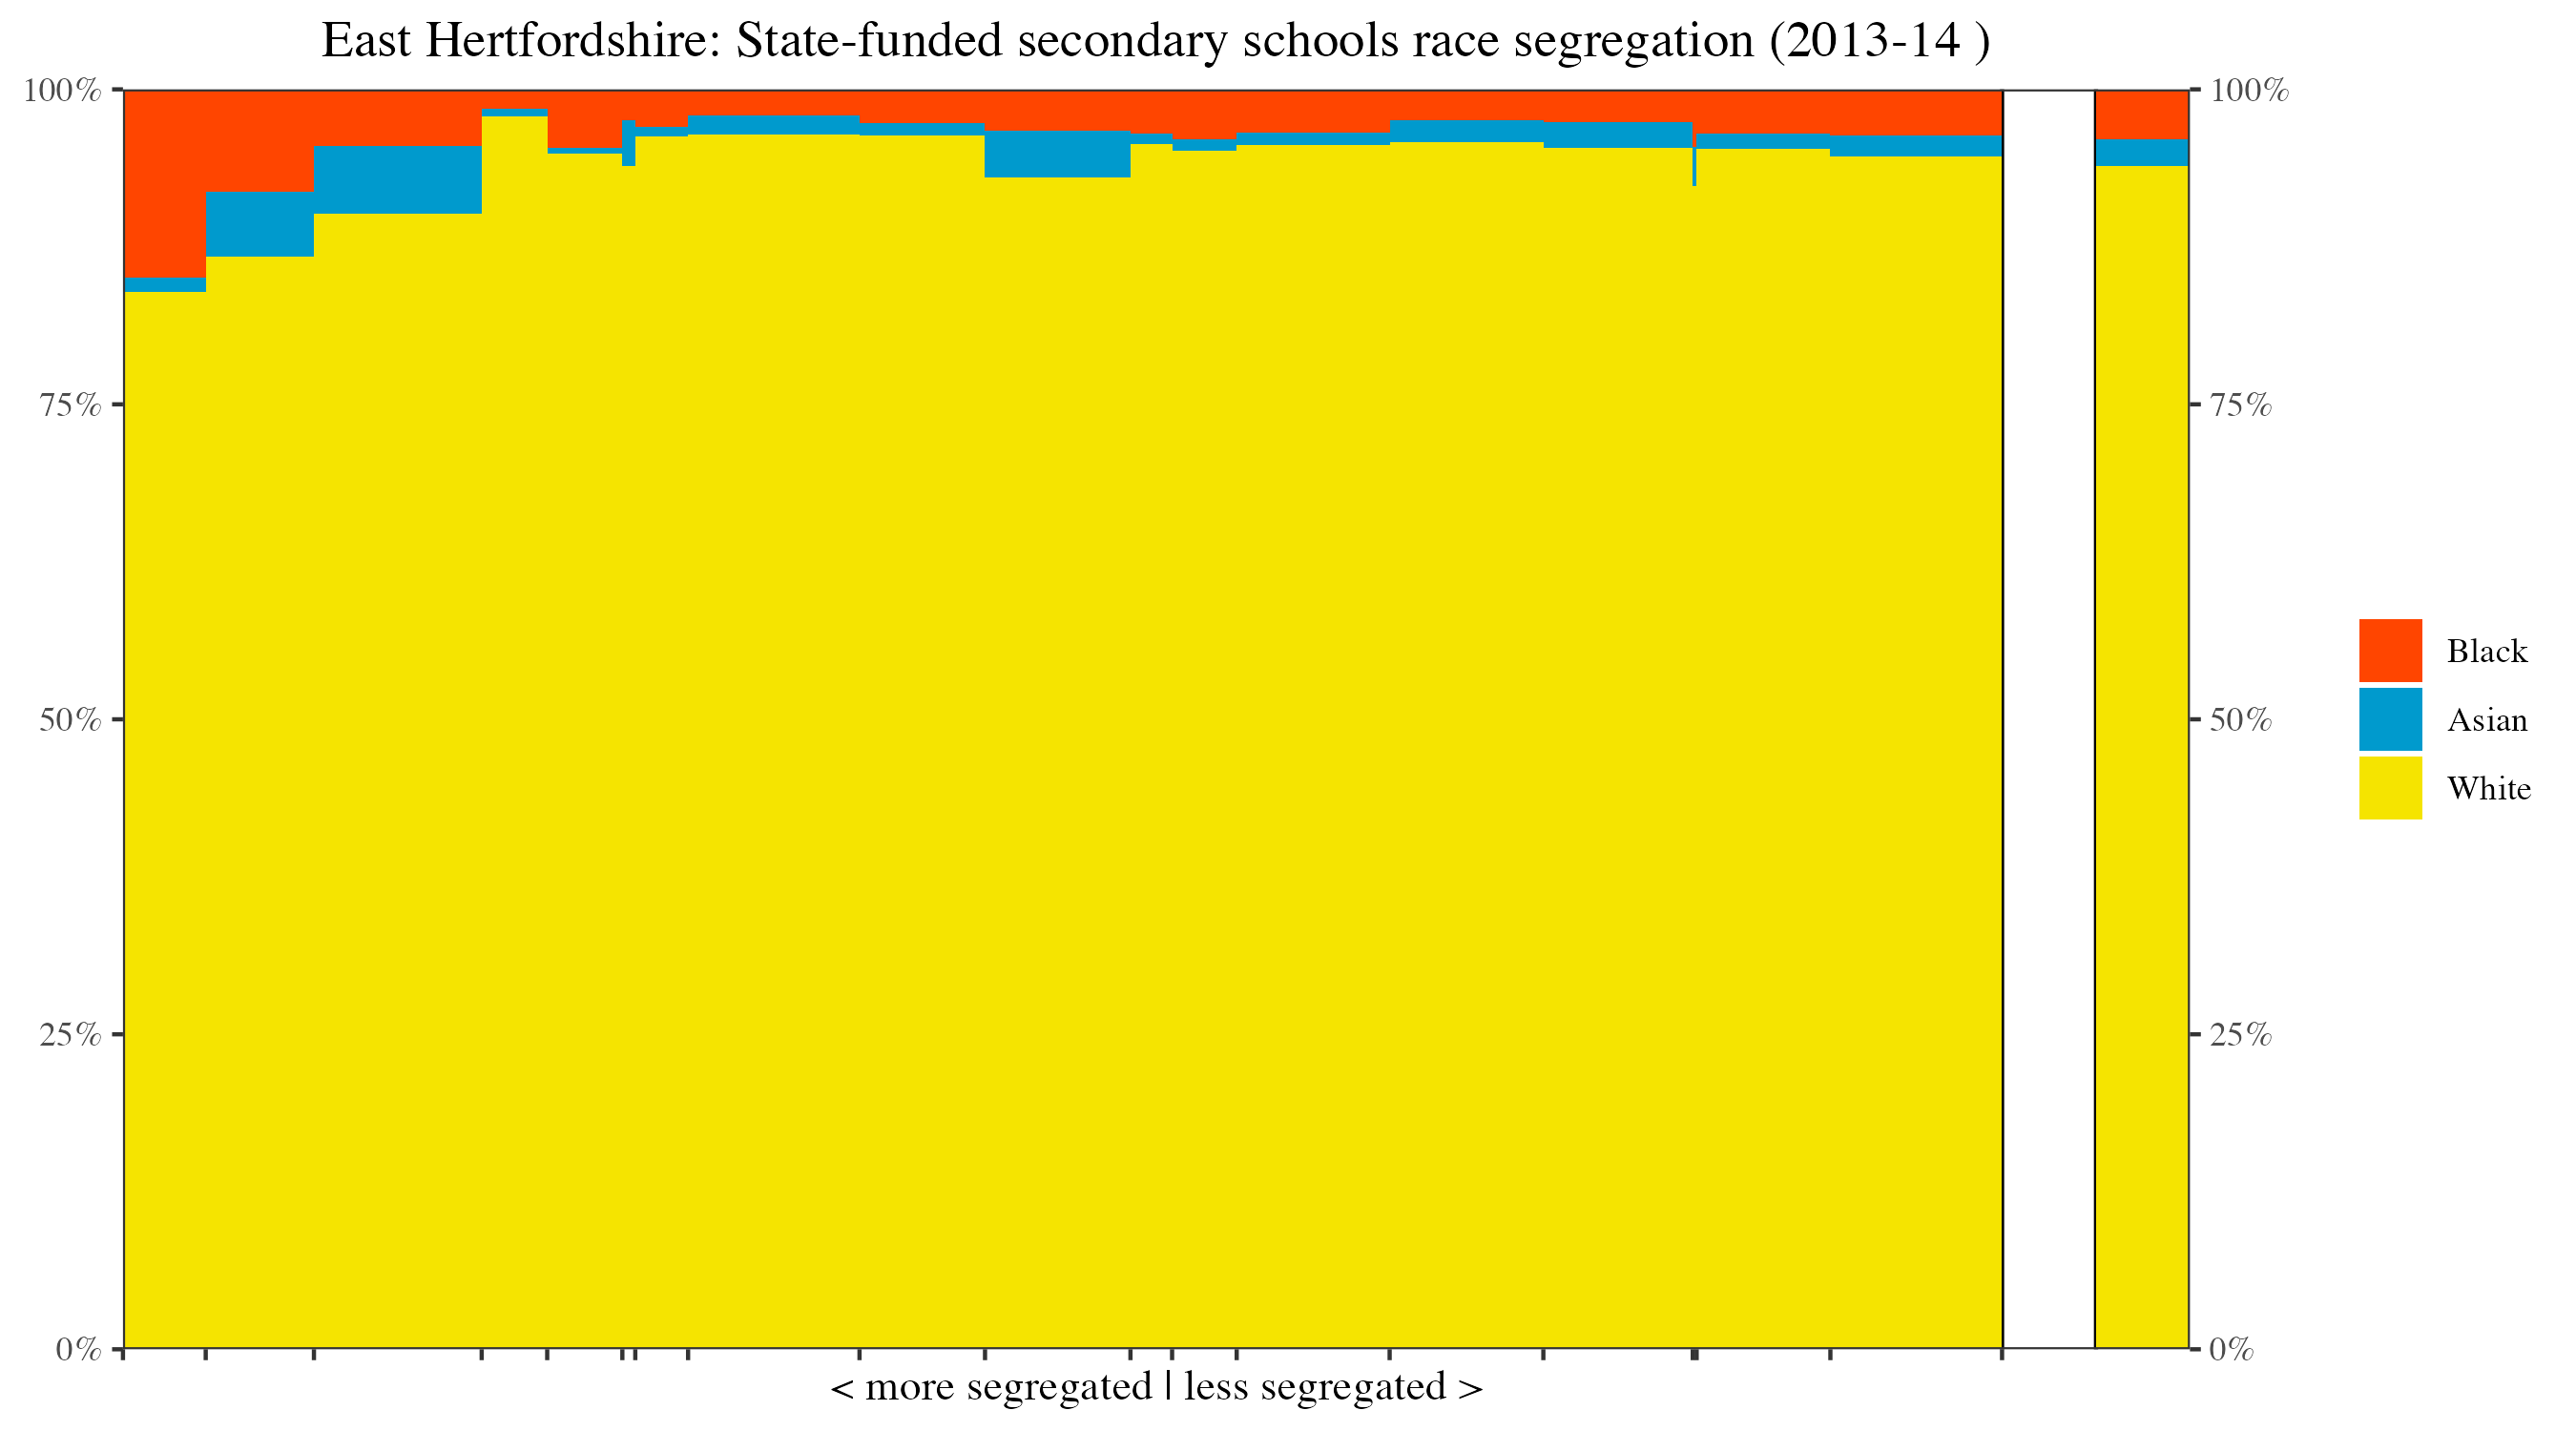 East Hertfordshire: State-funded secondary schools race segregation (2013-14 )
100%
75%
50%
25%
0%
100%
75%
50%
25%
0%
Black
Asian
White
< more segregated | less segregated >